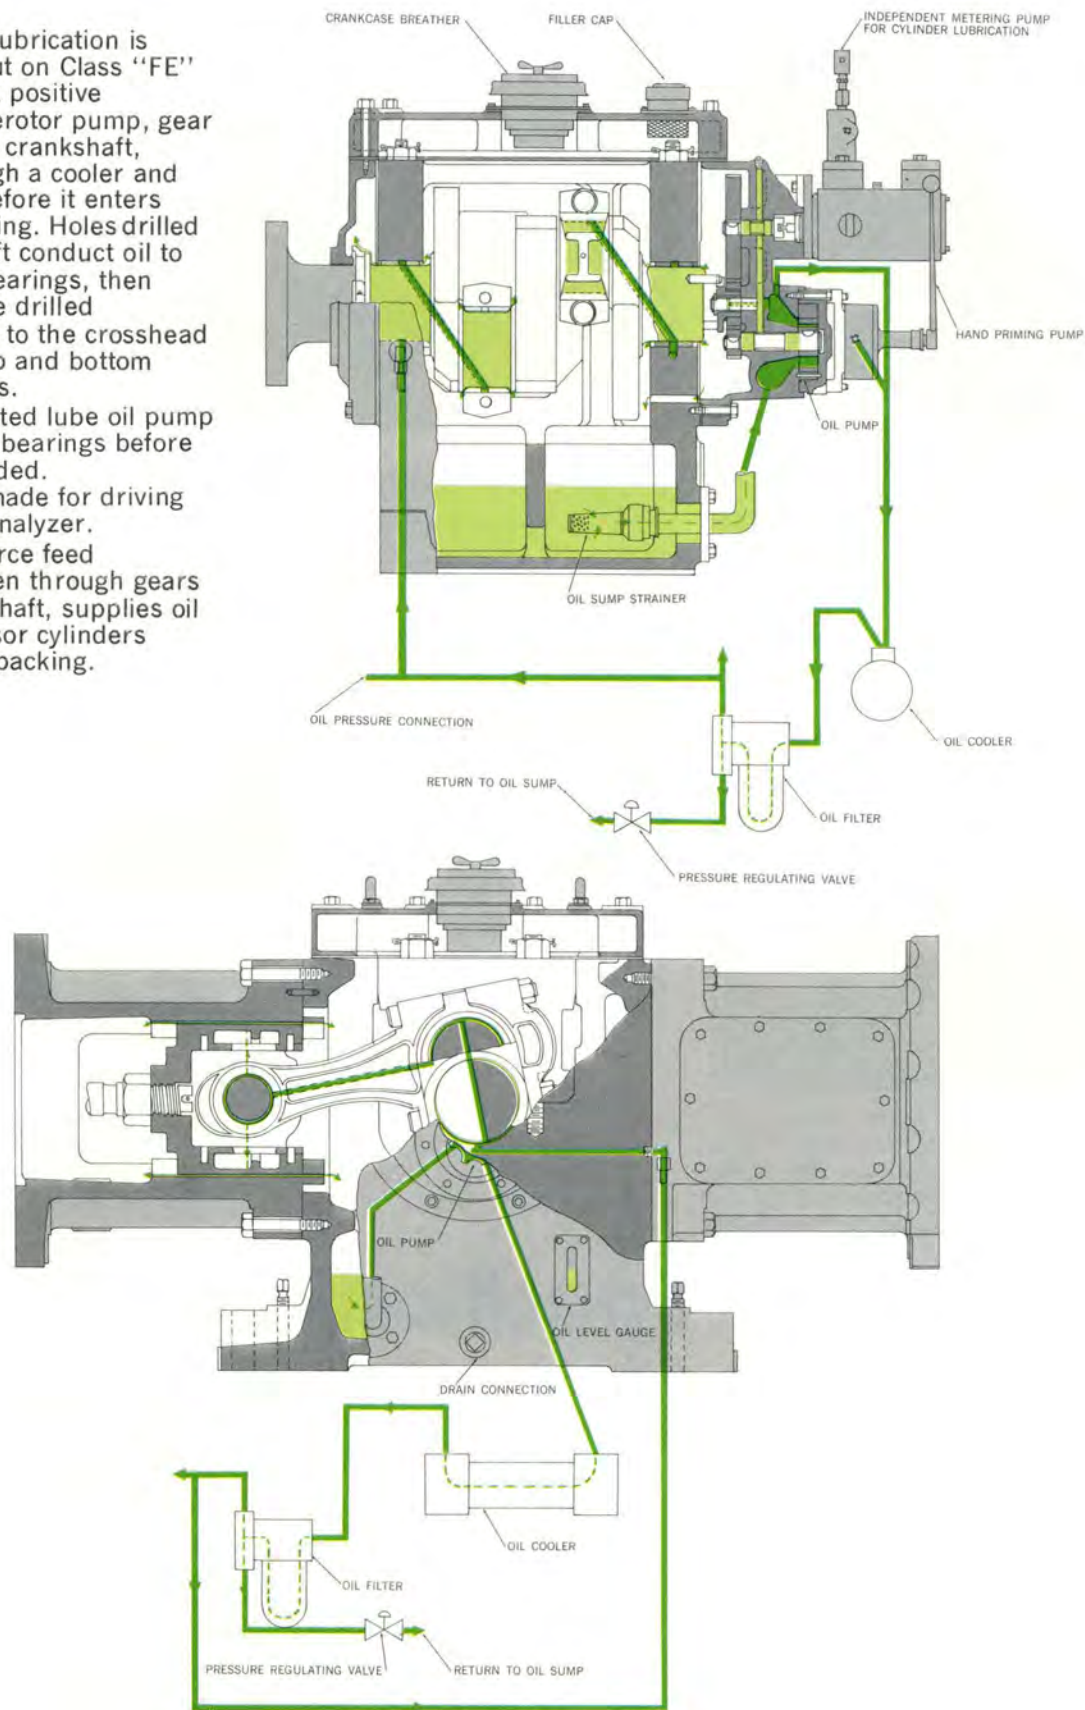 ubrication is
ut on Class “FE”
positive
erotor pump, gear
crankshaft,
gh a cooler and
efore it enters
ing. Holes drilled
ft conduct oil to
earings, then
e drilled
to the crosshead
o and bottom
s.
ted lube oil pump
bearings before
ded.
nade for driving
nalyzer.
rce feed
en through gears
haft, supplies oil
sor cylinders
packing.
CRANKCASE BREATHER
FILLER CAP
INDEPENDENT METERING PUMP
FOR CYLINDER LUBRICATION
HAND PRIMING PUMP
OIL PUMP
OIL SUMP STRAINER
OIL PRESSURE CONNECTION
OIL COOLER
RETURN TO OIL SUMP
OIL FILTER
PRESSURE REGULATING VALVE
OIL PUMP
OIL LEVEL GAUGE
DRAIN CONNECTION
OIL COOLER
OIL FILTER
PRESSURE REGULATING VALVE
RETURN TO OIL SUMP